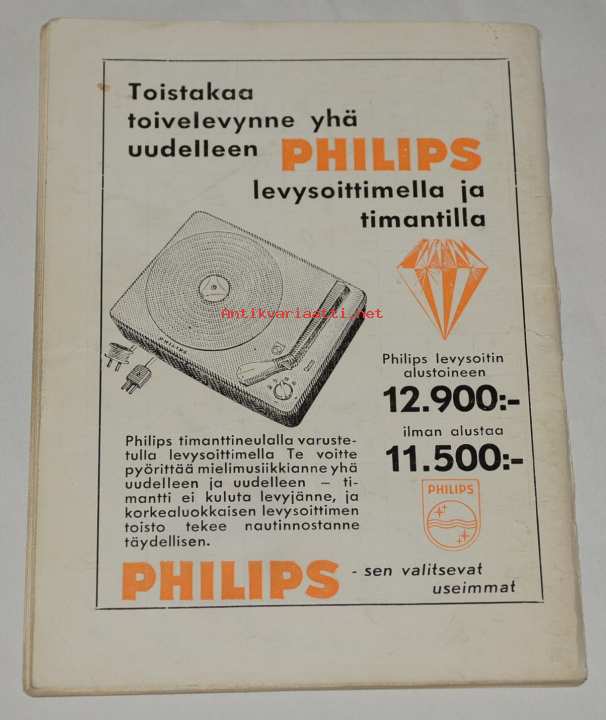 Toistakaa
toivelevynne yhä
uudelleen PHILIPS
levysoittimella ja
timantilla
Antikvariaatti.net
PHILIPS
Philips levysoitin
alustoineen
12.900:-
ilman alustaa
11.500:-
PHILIPS
Philips timanttineulalla varuste-
tulla levysoittimella Te voitte
pyörittää mielimusiikkianne yhä
uudelleen ja uudelleen – ti-
mantti ei kuluta levyjänne, ja
korkealuokkaisen levysoittimen
toisto tekee nautinnostanne
täydellisen.
PHILIPS - sen valitsevat
useimmat